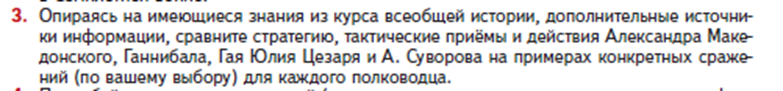 3. Опираясь на имеющиеся знания из курса всеобщей истории, дополнительные источни-
ки информации, сравните стратегию, тактические приёмы и действия Александра Маке-
донского, Ганнибала, Гая Юлия Цезаря и А. Суворова на примерах конкретных сраже-
ний (по вашему выбору) для каждого полководца.